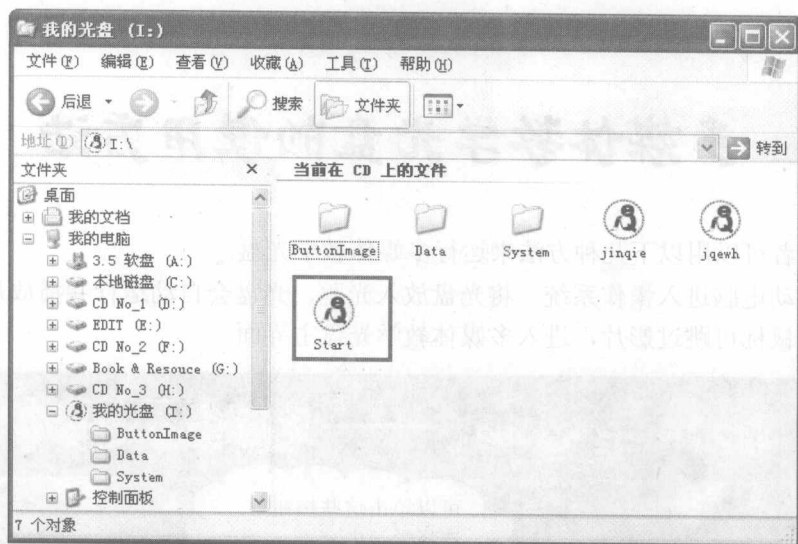 我的光盘 (I:)
文件(F) 编辑(E) 查看(V) 收藏(A) 工具(T) 帮助(H)
后退 搜索 文件夹
地址(D) I:\ 转到
文件夹 × 当前在 CD 上的文件
桌面
我的文档
我的电脑
3.5 软盘 (A:)
本地磁盘 (C:)
CD No_1 (D:)
EDIT (E:)
CD No_2 (F:)
Book & Resouce (G:)
CD No_3 (H:)
我的光盘 (I:)
ButtonImage
Data
System
控制面板
ButtonImage Data System jinqie jqewh
Start
7 个对象